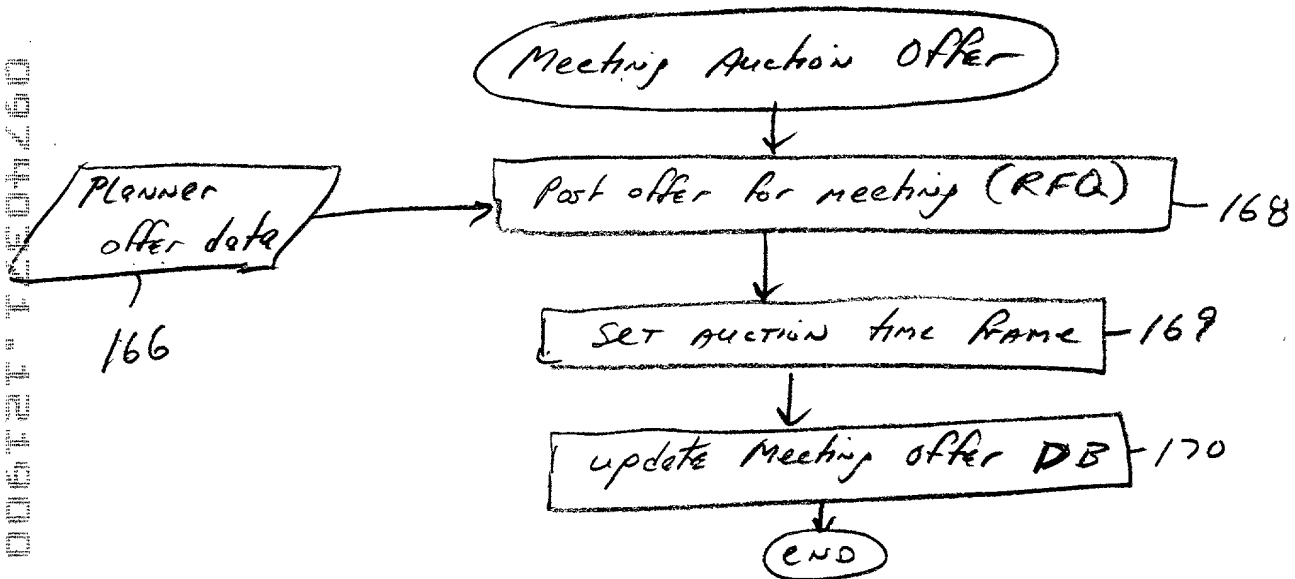 Meeting Auction Offer
Planner
offer data
166
Post offer for meeting (RFQ)
168
Set auction time frame
169
update Meeting offer DB
170
END